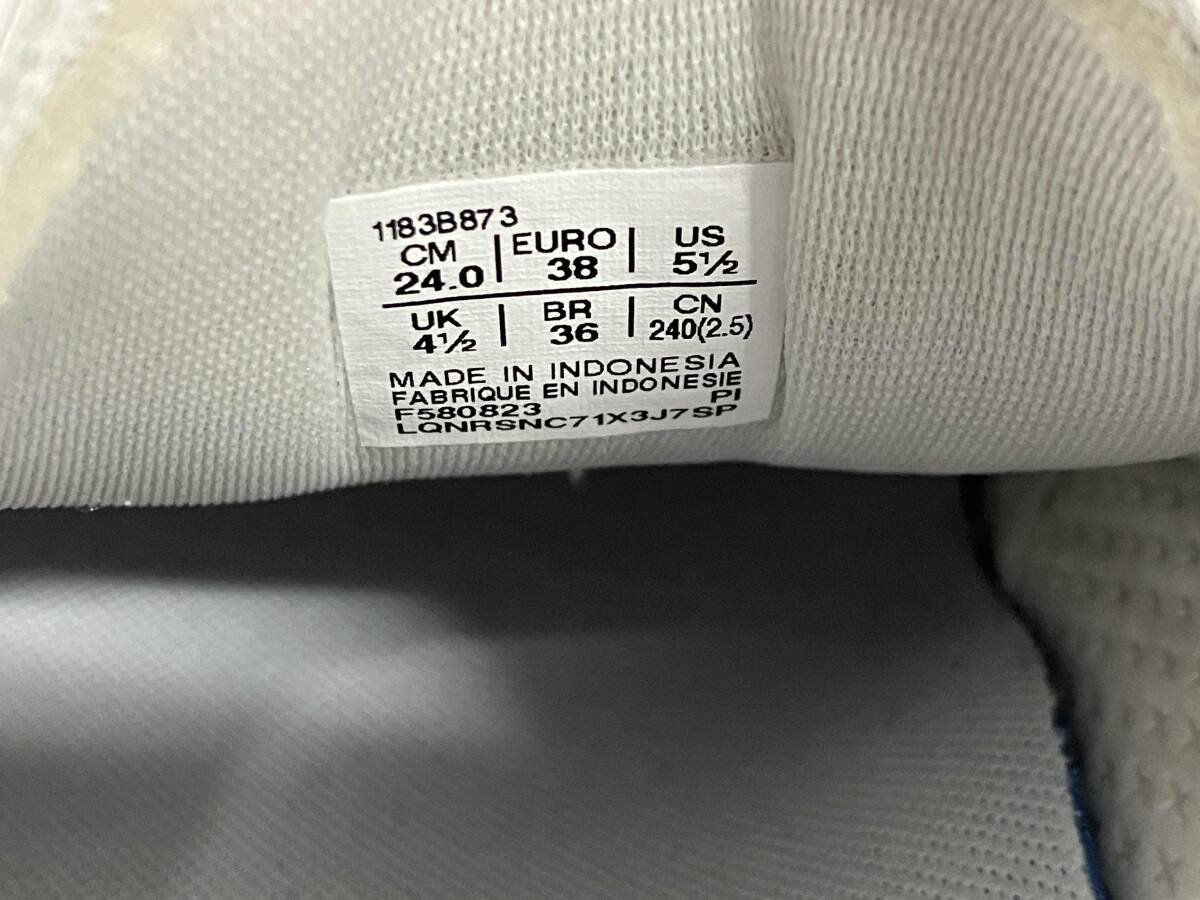 1183B873
CM | EURO | US
24.0 | 38 | 5½
UK | BR | CN
4½ | 36 | 240(2.5)
MADE IN INDONESIA
FABRIQUE EN INDONESIE
F580823 PI
LQNRSNC71X3J7SP